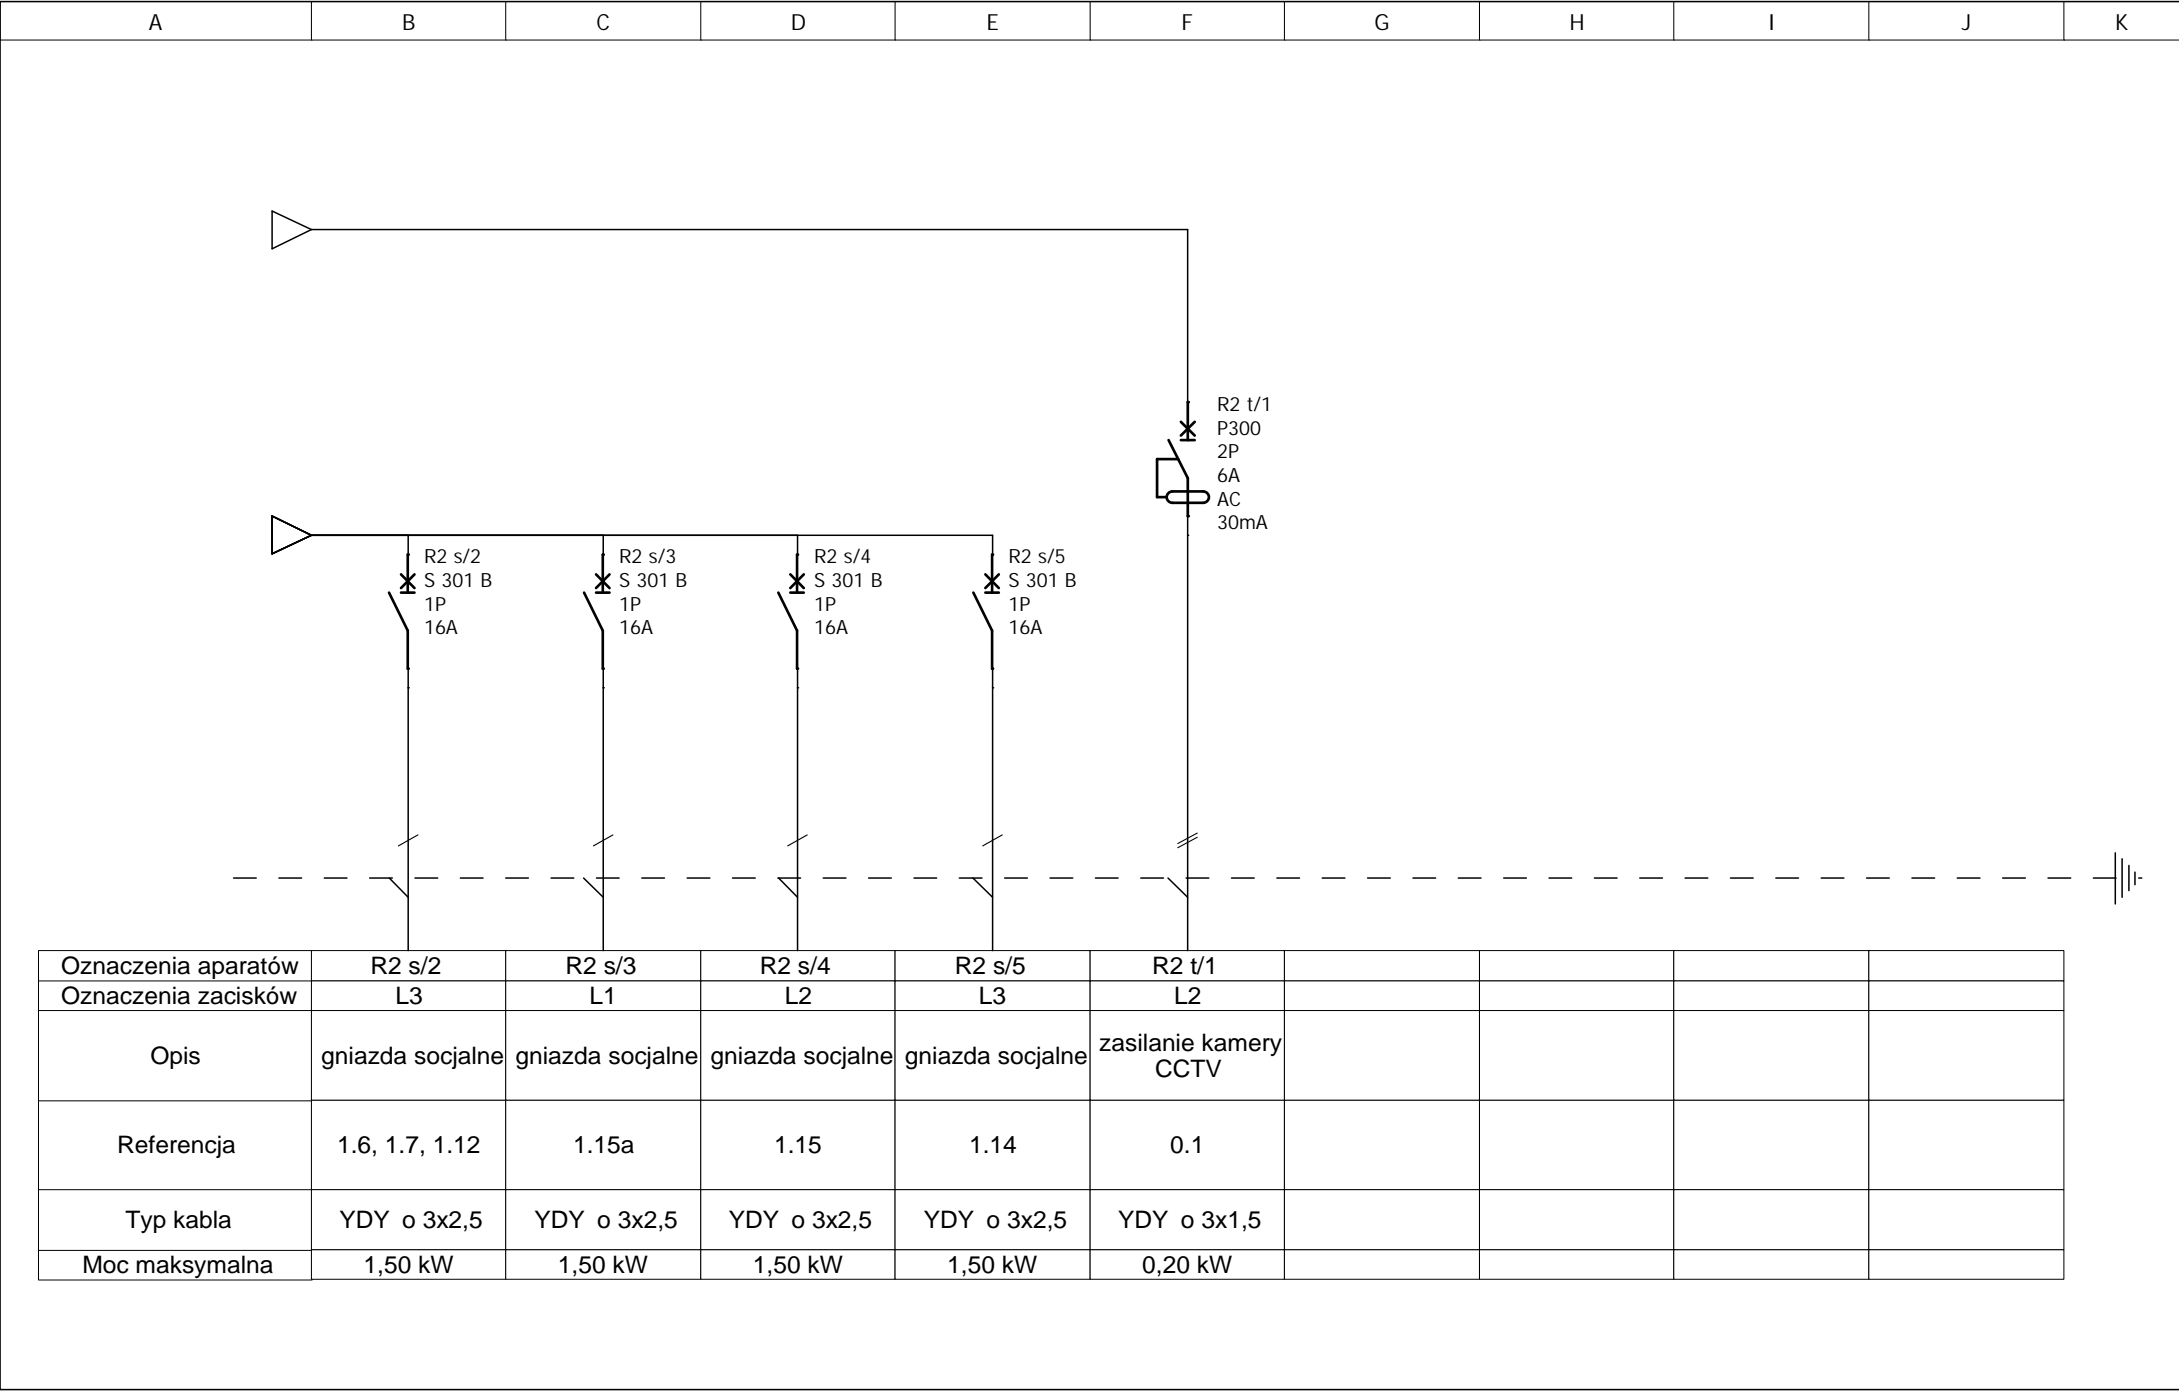 A B C D E F G H I J K
R2 t/1
P300
2P
6A
AC
30mA
R2 s/2
S 301 B
1P
16A
R2 s/3
S 301 B
1P
16A
R2 s/4
S 301 B
1P
16A
R2 s/5
S 301 B
1P
16A
Oznaczenia aparatów R2 s/2 R2 s/3 R2 s/4 R2 s/5 R2 t/1
Oznaczenia zacisków L3 L1 L2 L3 L2
Opis gniazda socjalne gniazda socjalne gniazda socjalne gniazda socjalne zasilanie kamery
CCTV
Referencja 1.6, 1.7, 1.12 1.15a 1.15 1.14 0.1
Typ kabla YDY o 3x2,5 YDY o 3x2,5 YDY o 3x2,5 YDY o 3x2,5 YDY o 3x1,5
Moc maksymalna 1,50 kW 1,50 kW 1,50 kW 1,50 kW 0,20 kW